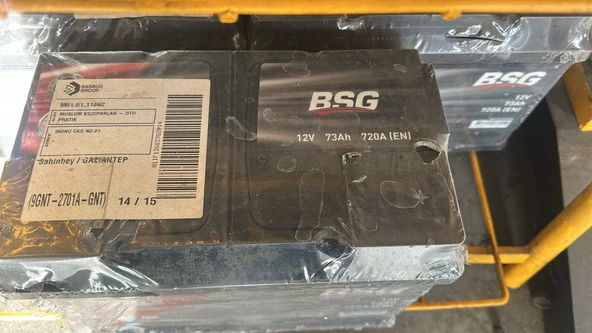 BASBUG
GROUP
MUSLUM KILICPARLAR - OTO
PRATIK
INONU CAD NO:23
Sahinbey / GAZIANTEP
(9GNT-2701A-GNT) 14 / 15
BSG
12V 73Ah 720A (EN)
BSG
12V
73Ah
720A (EN)